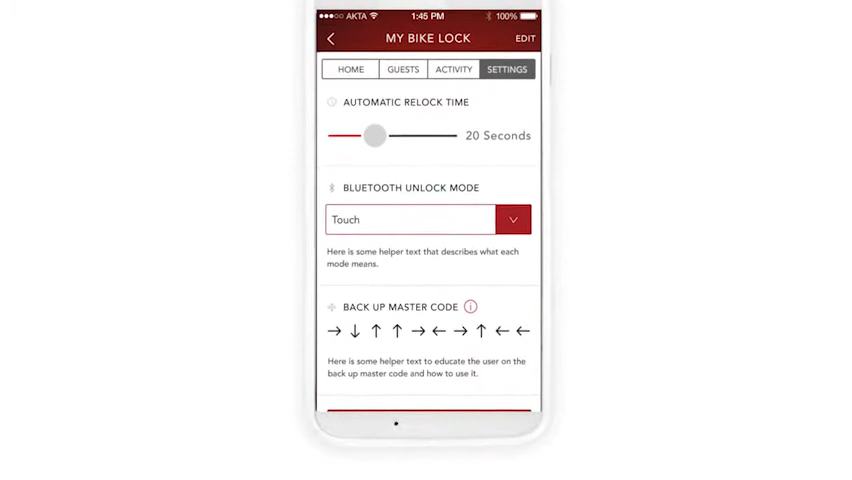 AKTA 1:45 PM 100%
MY BIKE LOCK EDIT
HOME GUESTS ACTIVITY SETTINGS
AUTOMATIC RELOCK TIME
20 Seconds
BLUETOOTH UNLOCK MODE
Touch
Here is some helper text that describes what each
mode means.
BACK UP MASTER CODE
→ ↓ ↑ ↑ → ← → ↑ ← ←
Here is some helper text to educate the user on the
back up master code and how to use it.